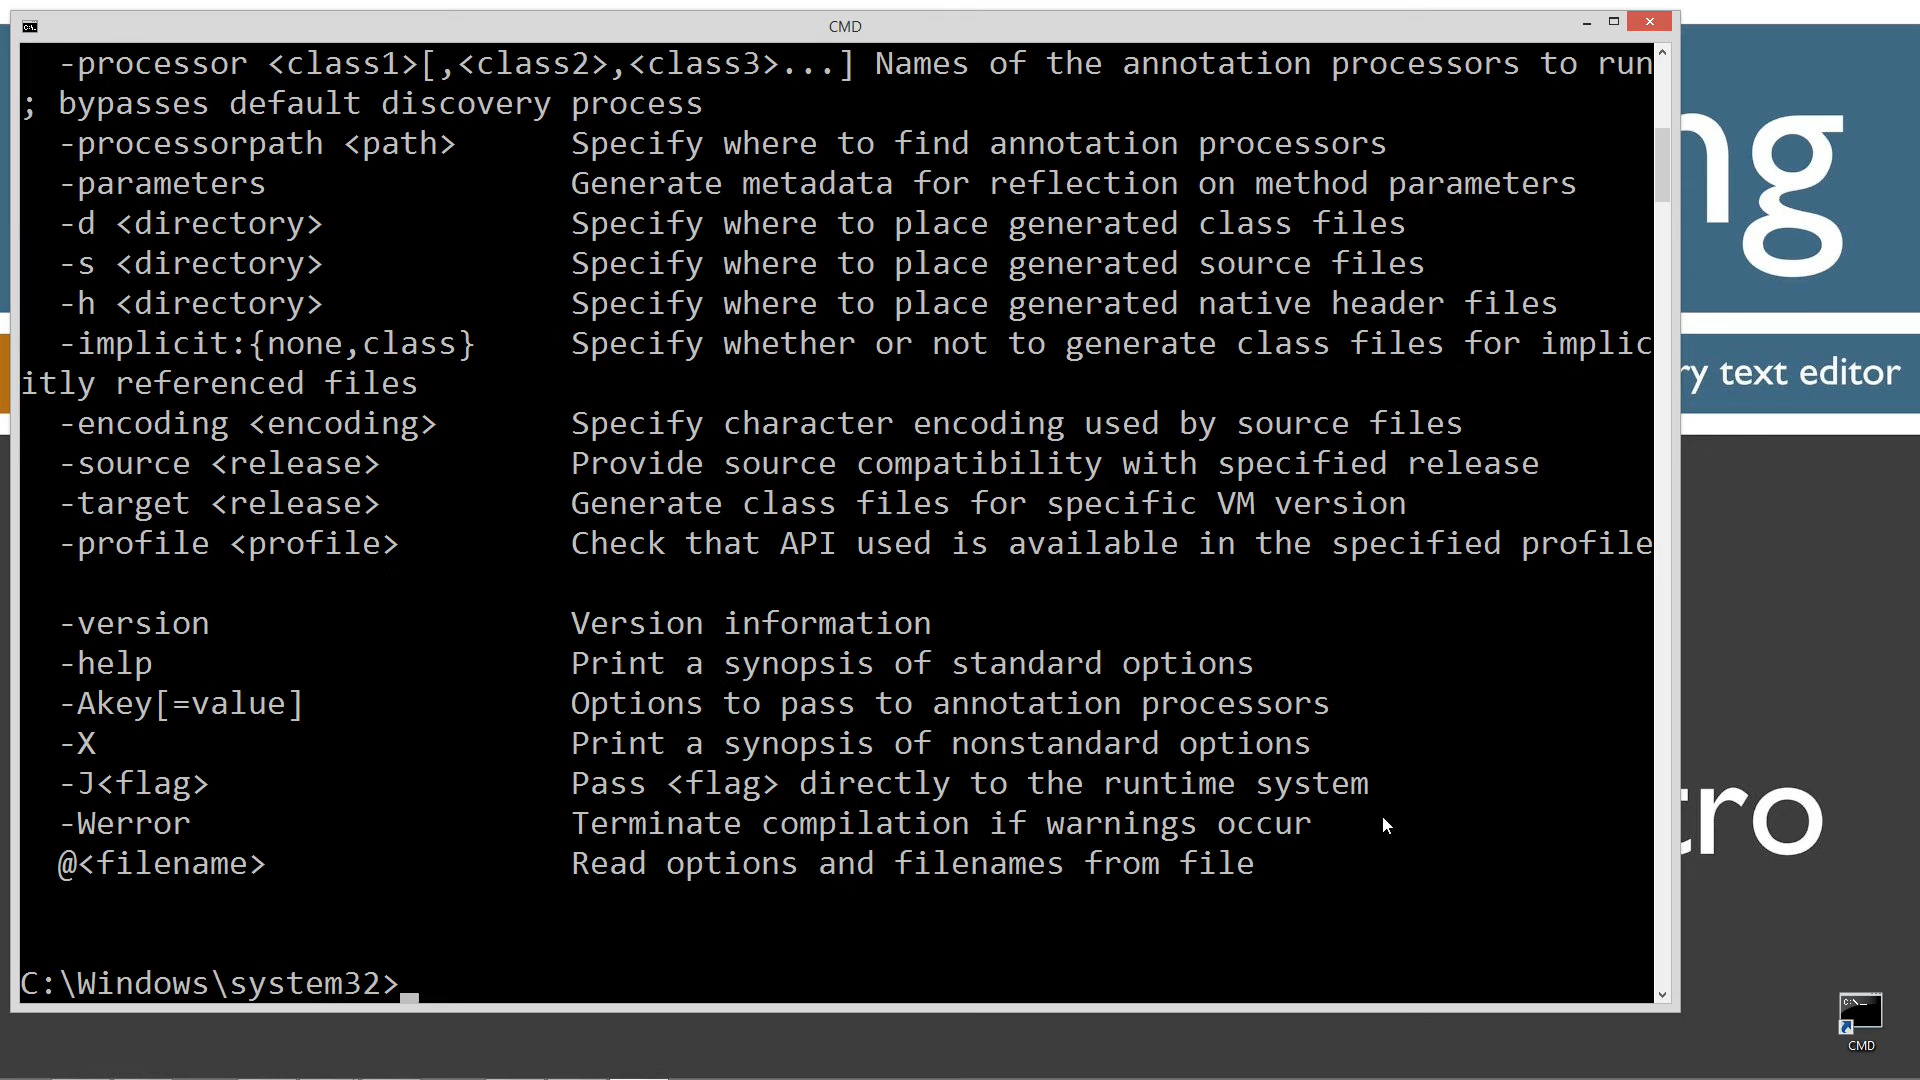 CMD
-processor <class1>[,<class2>,<class3>...] Names of the annotation processors to run
; bypasses default discovery process
-processorpath <path> Specify where to find annotation processors
-parameters Generate metadata for reflection on method parameters
-d <directory> Specify where to place generated class files
-s <directory> Specify where to place generated source files
-h <directory> Specify where to place generated native header files
-implicit:{none,class} Specify whether or not to generate class files for implic
itly referenced files
-encoding <encoding> Specify character encoding used by source files
-source <release> Provide source compatibility with specified release
-target <release> Generate class files for specific VM version
-profile <profile> Check that API used is available in the specified profile
-version Version information
-help Print a synopsis of standard options
-Akey[=value] Options to pass to annotation processors
-X Print a synopsis of nonstandard options
-J<flag> Pass <flag> directly to the runtime system
-Werror Terminate compilation if warnings occur
@<filename> Read options and filenames from file
C:\Windows\system32>
ng
ry text editor
tro
CMD